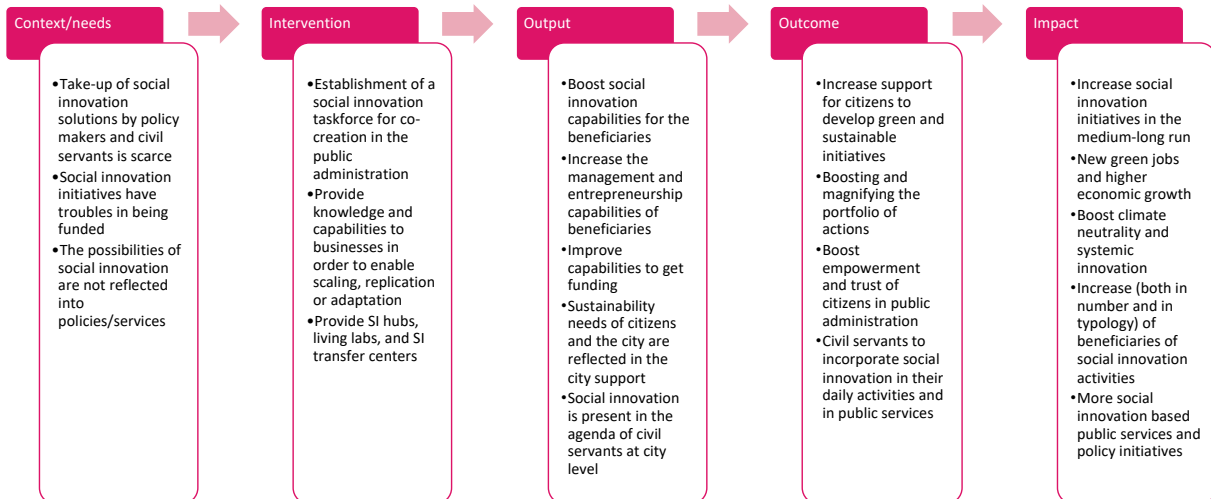 Context/needs
•Take-up of social
innovation
solutions by policy
makers and civil
servants is scarce
•Social innovation
initiatives have
troubles in being
funded
•The possibilities of
social innovation
are not reflected
into
policies/services
Intervention
•Establishment of a
social innovation
taskforce for co-
creation in the
public
administration
•Provide
knowledge and
capabilities to
businesses in
order to enable
scaling, replication
or adaptation
•Provide SI hubs,
living labs, and SI
transfer centers
Output
•Boost social
innovation
capabilities for the
beneficiaries
•Increase the
management and
entrepreneurship
capabilities of
beneficiaries
•Improve
capabilities to get
funding
•Sustainability
needs of citizens
and the city are
reflected in the
city support
•Social innovation
is present in the
agenda of civil
servants at city
level
Outcome
•Increase support
for citizens to
develop green and
sustainable
initiatives
•Boosting and
magnifying the
portfolio of
actions
•Boost
empowerment
and trust of
citizens in public
administration
•Civil servants to
incorporate social
innovation in their
daily activities and
in public services
Impact
•Increase social
innovation
initiatives in the
medium-long run
•New green jobs
and higher
economic growth
•Boost climate
neutrality and
systemic
innovation
•Increase (both in
number and in
typology) of
beneficiaries of
social innovation
activities
•More social
innovation based
public services and
policy initiatives